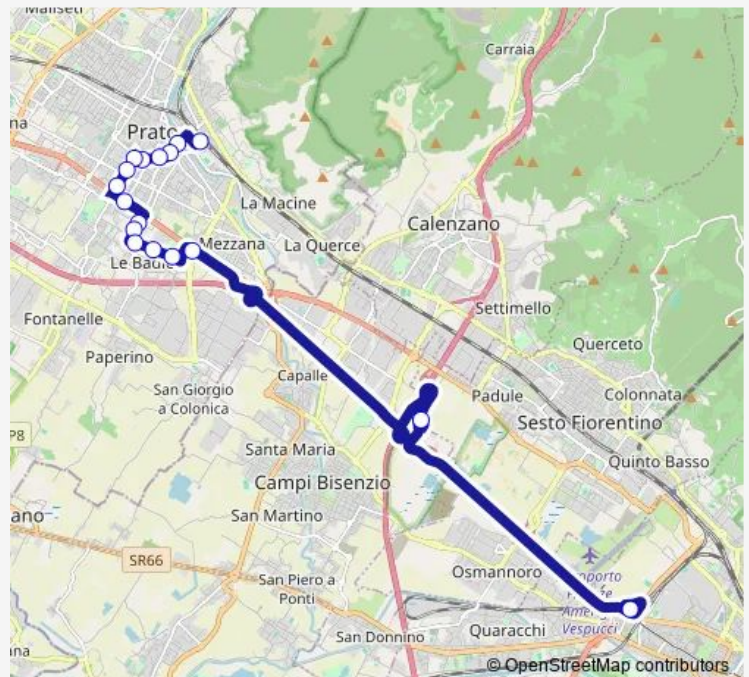 Maliseti
Carraia
na
Prato
La Macine
Calenzano
Mezzana
La Querce
Le Badie
Settimello
Fontanelle
Querceto
Paperino
Capalle
San Giorgio
a Colonica
Padule
Colonnata
Sesto Fiorentino
P8
Santa Maria
Quinto Basso
Campi Bisenzio
ano
San Martino
SR66
Osmannoro
San Piero a
Ponti
Vespucci
Quaracchi
San Donnino
na
© OpenStreetMap contributors